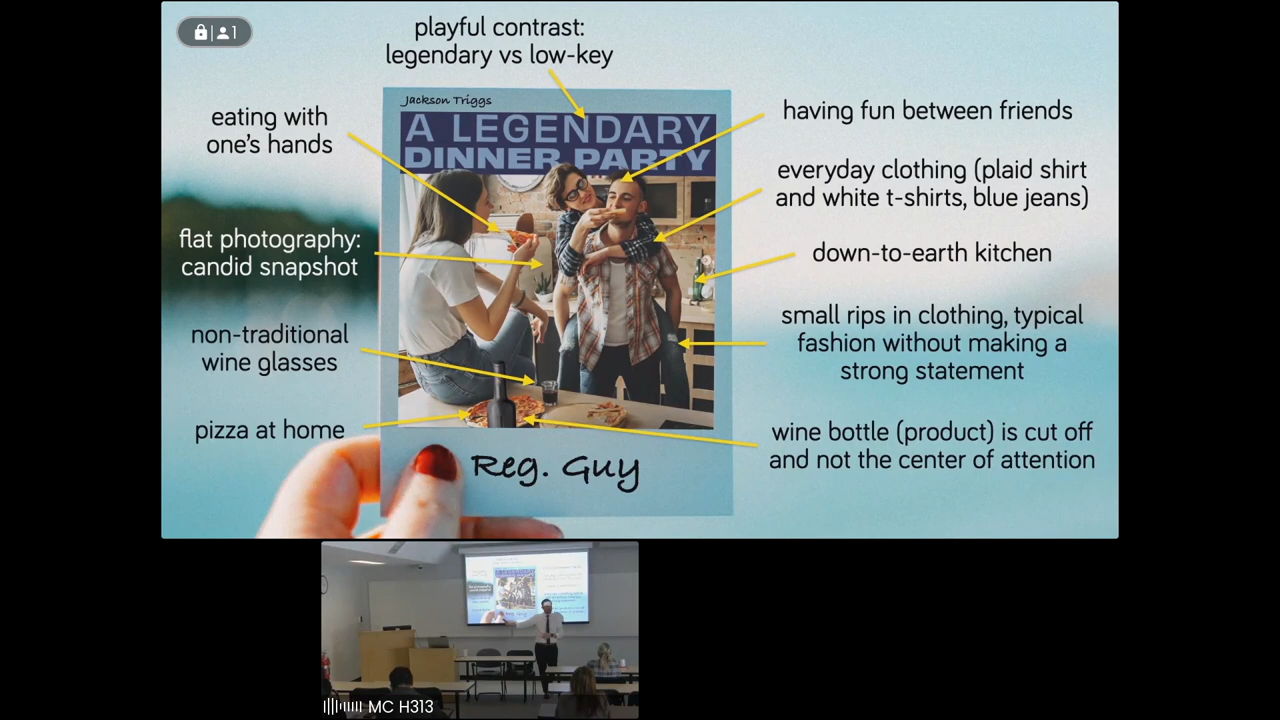 1
playful contrast:
legendary vs low-key
Jackson Triggs
A LEGENDARY
DINNER PARTY
eating with
one's hands
flat photography:
candid snapshot
non-traditional
wine glasses
pizza at home
having fun between friends
everyday clothing (plaid shirt
and white t-shirts, blue jeans)
down-to-earth kitchen
small rips in clothing, typical
fashion without making a
strong statement
wine bottle (product) is cut off
and not the center of attention
Reg. Guy
MC H313